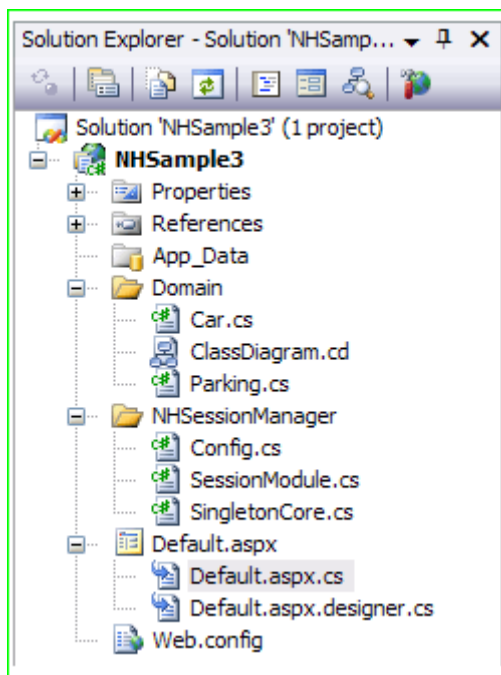 Solution Explorer - Solution 'NHSamp...
Solution 'NHSample3' (1 project)
NHSample3
Properties
References
App_Data
Domain
Car.cs
ClassDiagram.cd
Parking.cs
NHSessionManager
Config.cs
SessionModule.cs
SingletonCore.cs
Default.aspx
Default.aspx.cs
Default.aspx.designer.cs
Web.config